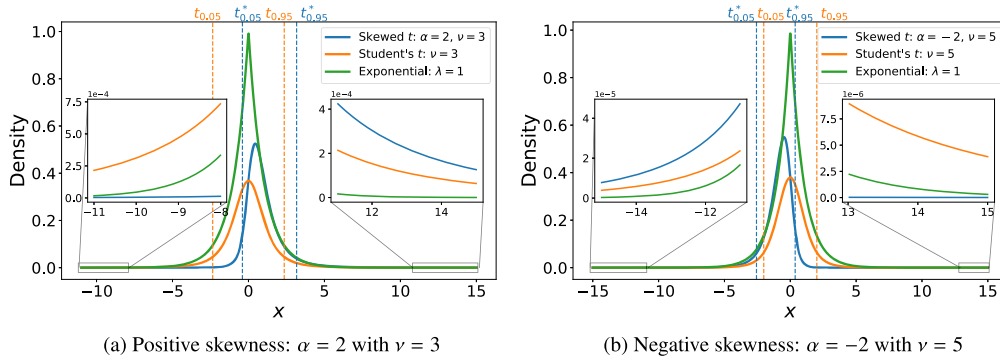 t0.05 t*0.05 t0.95 t*0.95
Skewed t: α = 2, ν = 3
Student's t: ν = 3
Exponential: λ = 1
1.0
0.8
0.6
0.4
0.2
0.0
Density
1e−4
7.5
5.0
2.5
0.0
−11 −10 −9 −8
1e−4
4
2
0
12 14
−10 −5 0 5 10 15
x
(a) Positive skewness: α = 2 with ν = 3
t*0.05 t0.05 t*0.95 t0.95
Skewed t: α = −2, ν = 5
Student's t: ν = 5
Exponential: λ = 1
1.0
0.8
0.6
0.4
0.2
0.0
Density
1e−5
4
2
0
−14 −12
1e−6
7.5
5.0
2.5
0.0
13 14 15
−15 −10 −5 0 5 10 15
x
(b) Negative skewness: α = −2 with ν = 5